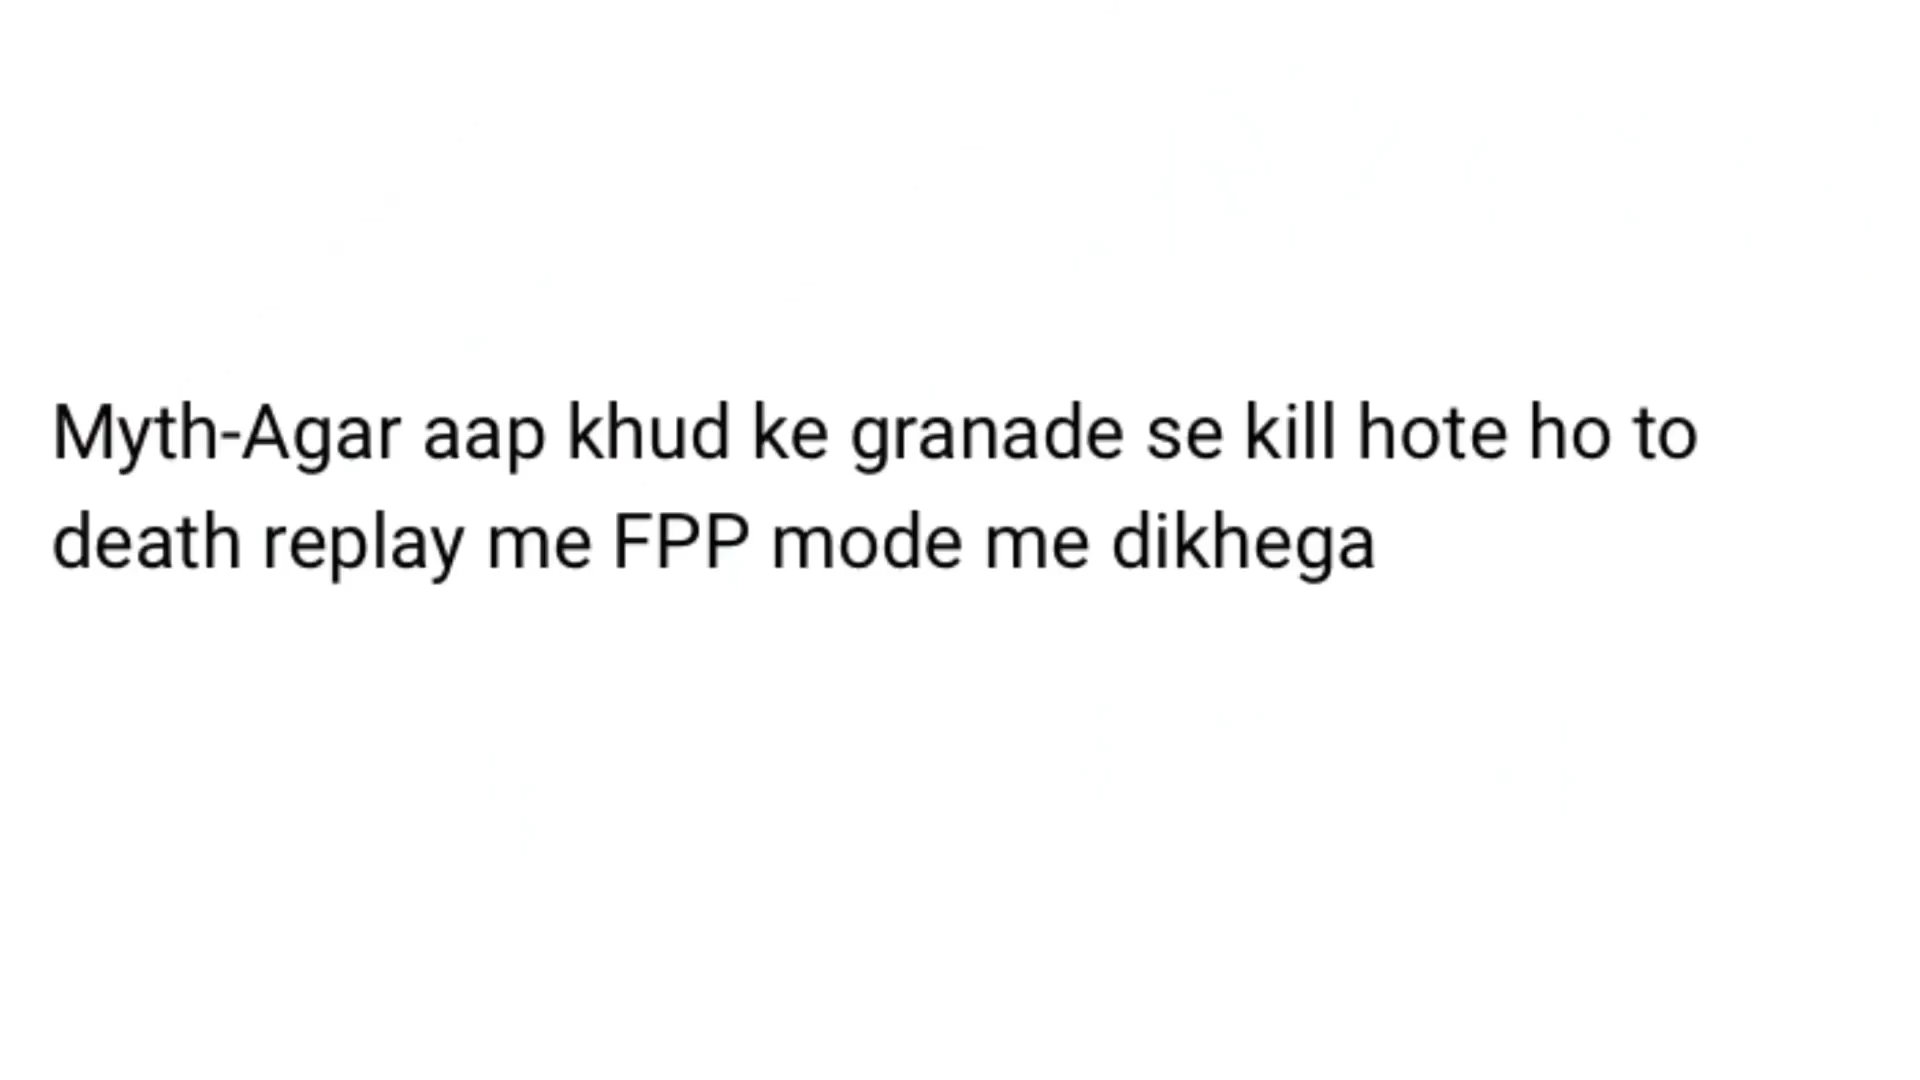 Myth-Agar aap khud ke granade se kill hote ho to
death replay me FPP mode me dikhega